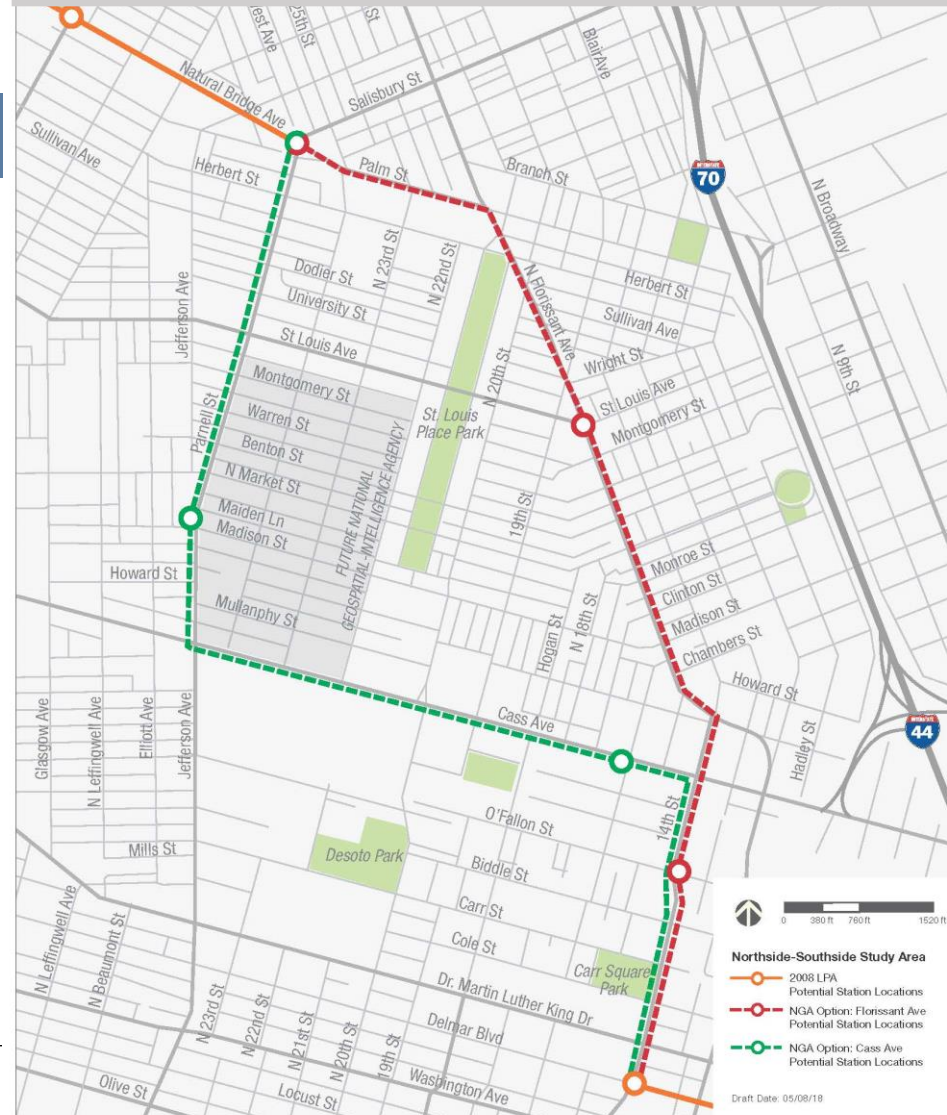 25th St
St
Blair Ave
Natural Bridge Ave
Salisbury St
Sullivan Ave
Herbert St
Palm St
Branch St
INTERSTATE
70
N Broadway
Jefferson Ave
Dodier St
University St
N 23rd St
N 22nd St
N Florissant Ave
Herbert St
Sullivan Ave
N 9th St
St Louis Ave
Wright St
N 20th St
Montgomery St
St Louis Ave
Montgomery St
Parnell St
Warren St
Benton St
N Market St
St. Louis
Place Park
Maiden Ln
Madison St
FUTURE NATIONAL
GEOSPATIAL-INTELLIGENCE AGENCY
19th St
Howard St
Mullanphy St
Monroe St
Clinton St
Madison St
Chambers St
Hogan St
N 18th St
Howard St
Hadley St
44
Cass Ave
Glasgow Ave
N Leffingwell Ave
Elliott Ave
Jefferson Ave
14th St
O'Fallon St
Mills St
Desoto Park
Biddle St
Carr St
Cole St
Carr Square
Park
N Leffingwell Ave
N Beaumont St
Dr. Martin Luther King Dr
N 23rd St
N 22nd St
N 21st St
N 20th St
19th St
Delmar Blvd
Washington Ave
Olive St
Locust St
0 380 ft 760ft 1520 ft
Northside-Southside Study Area
2008 LPA
Potential Station Locations
NGA Option: Florissant Ave
Potential Station Locations
NGA Option: Cass Ave
Potential Station Locations
Draft Date: 05/08/18